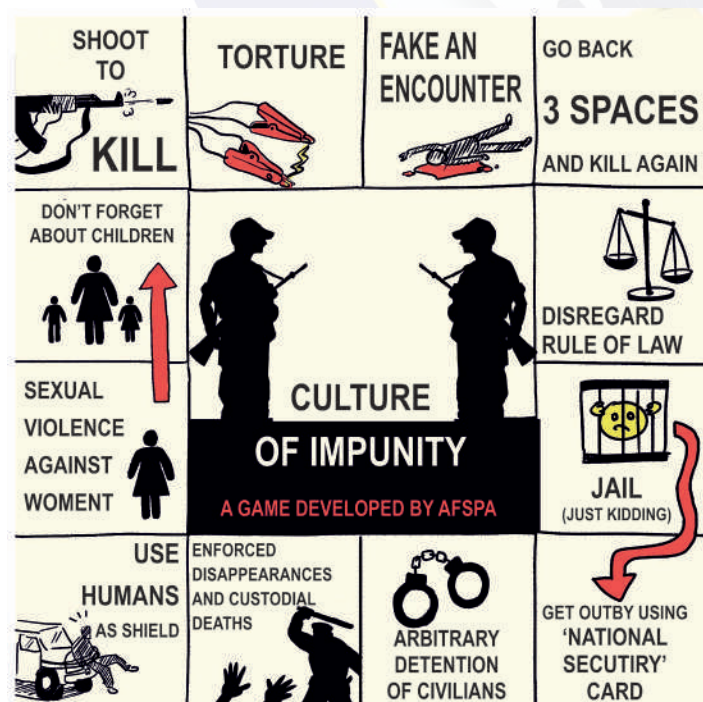 SHOOT
TO
KILL
TORTURE
FAKE AN
ENCOUNTER
GO BACK
3 SPACES
AND KILL AGAIN
DON'T FORGET
ABOUT CHILDREN
DISREGARD
RULE OF LAW
CULTURE
OF IMPUNITY
A GAME DEVELOPED BY AFSPA
SEXUAL
VIOLENCE
AGAINST
WOMENT
JAIL
(JUST KIDDING)
USE
HUMANS
AS SHIELD
ENFORCED
DISAPPEARANCES
AND CUSTODIAL
DEATHS
ARBITRARY
DETENTION
OF CIVILIANS
GET OUTBY USING
'NATIONAL
SECUTIRY'
CARD